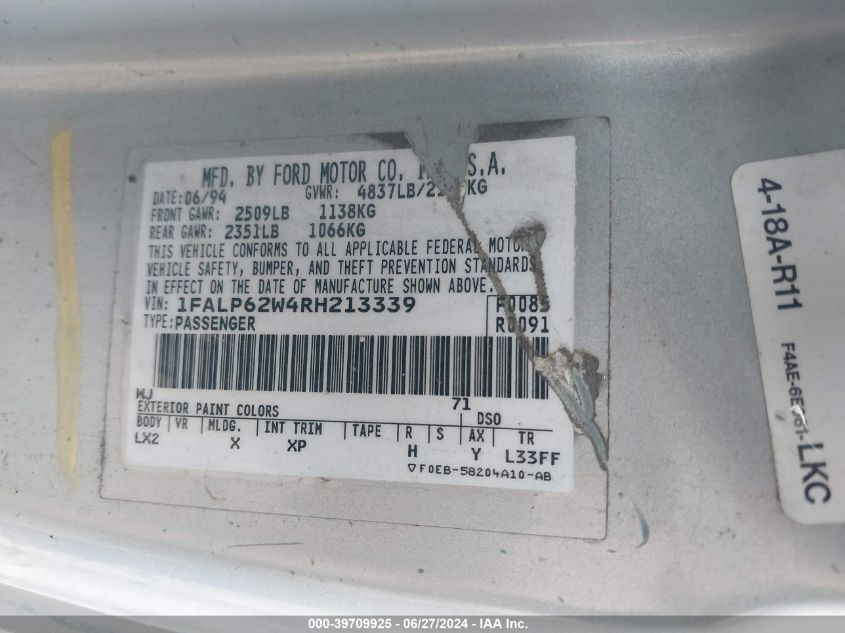 MFD. BY FORD MOTOR CO. S.A.
DATE: 06/94 GVWR: 4837LB/ KG
FRONT GAWR: 2509LB 1138KG
REAR GAWR: 2351LB 1066KG
THIS VEHICLE CONFORMS TO ALL APPLICABLE FEDERAL MOTOR
VEHICLE SAFETY, BUMPER, AND THEFT PREVENTION STANDARDS
IN EFFECT ON THE DATE OF MANUFACTURE SHOWN ABOVE.
VIN: 1FALP62W4RH213339 F0085
TYPE: PASSENGER R0091
WJ 71
EXTERIOR PAINT COLORS DSO
BODY VR MLDG. INT TRIM TAPE R S AX TR
LX2 X XP H Y L33FF
▽F0EB-58204A10-AB
4-18A-R11
LKC
000-39709925 - 06/27/2024 - IAA Inc.